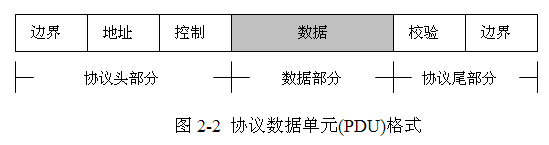 边界 地址 控制 数据 校验 边界
协议头部分 数据部分 协议尾部分
图 2-2 协议数据单元(PDU)格式